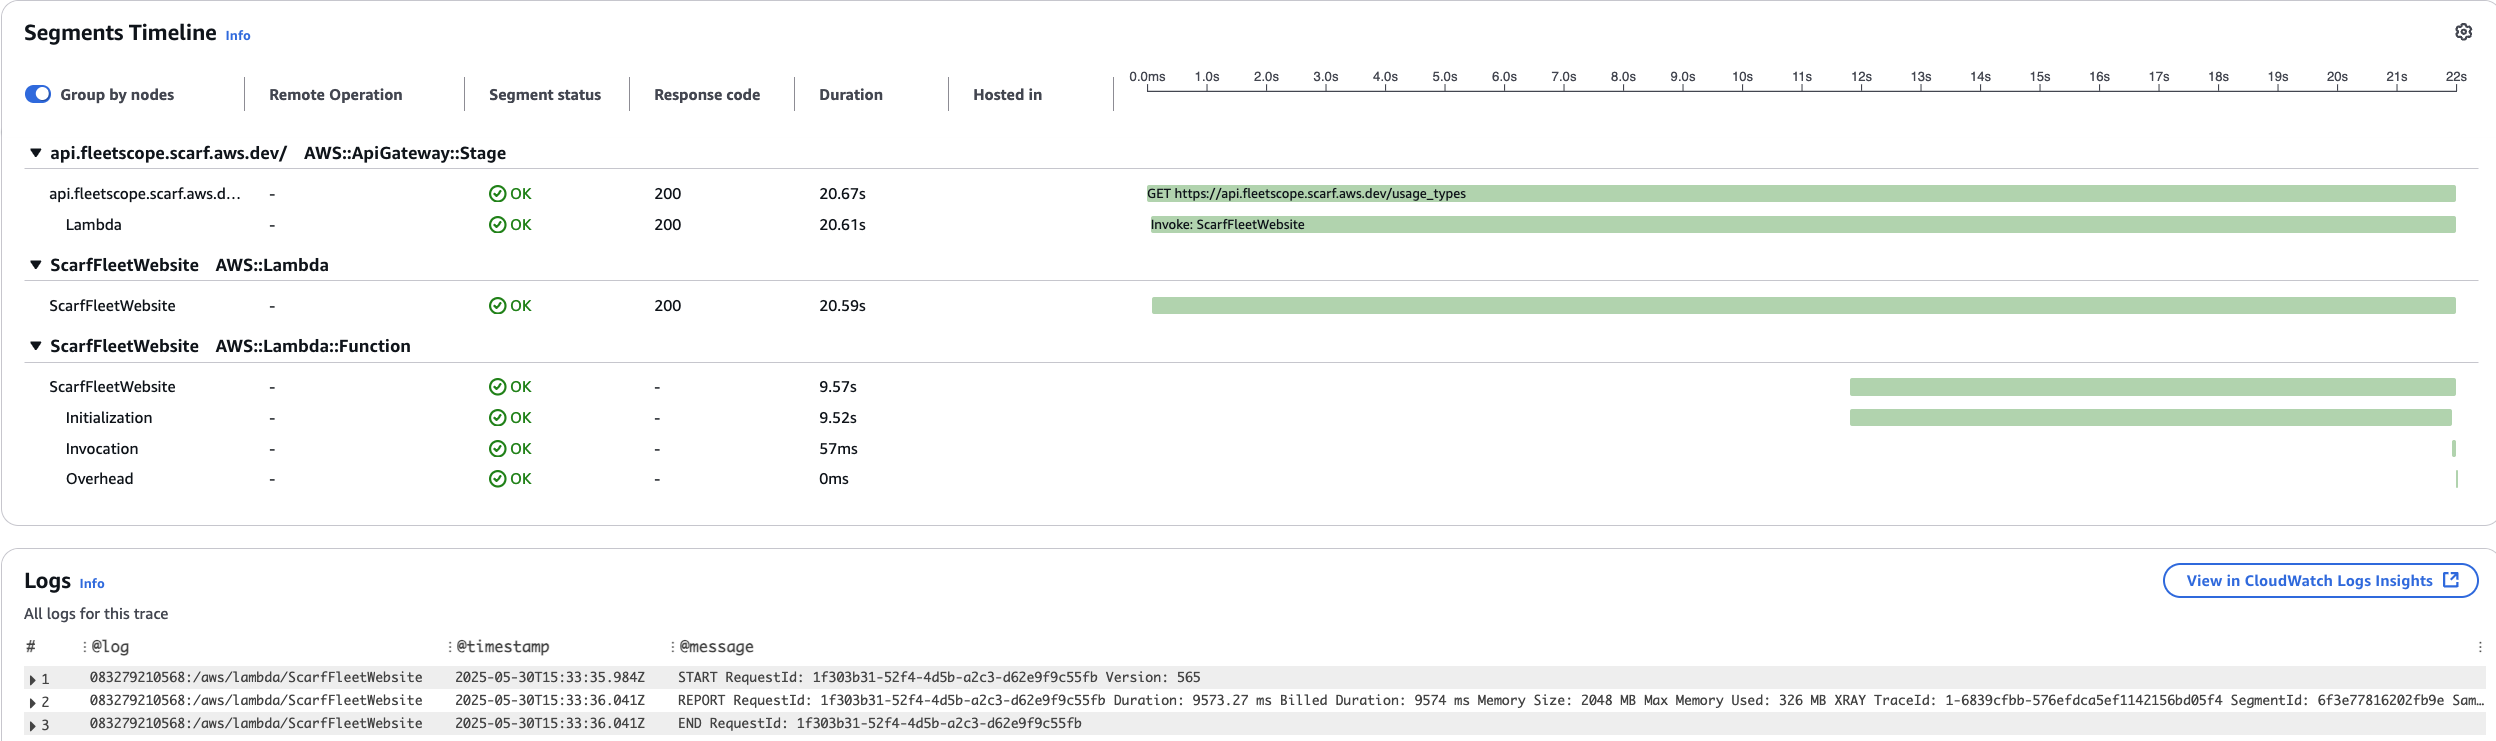 Segments Timeline Info
Group by nodes Remote Operation Segment status Response code Duration Hosted in 0.0ms 1.0s 2.0s 3.0s 4.0s 5.0s 6.0s 7.0s 8.0s 9.0s 10s 11s 12s 13s 14s 15s 16s 17s 18s 19s 20s 21s 22s
api.fleetscope.scarf.aws.dev/ AWS::ApiGateway::Stage
api.fleetscope.scarf.aws.d... - OK 200 20.67s GET https://api.fleetscope.scarf.aws.dev/usage_types
Lambda - OK 200 20.61s Invoke: ScarfFleetWebsite
ScarfFleetWebsite AWS::Lambda
ScarfFleetWebsite - OK 200 20.59s
ScarfFleetWebsite AWS::Lambda::Function
ScarfFleetWebsite - OK - 9.57s
Initialization - OK - 9.52s
Invocation - OK - 57ms
Overhead - OK - 0ms
Logs Info
View in CloudWatch Logs Insights
All logs for this trace
# @log @timestamp @message
1 083279210568:/aws/lambda/ScarfFleetWebsite 2025-05-30T15:33:35.984Z START RequestId: 1f303b31-52f4-4d5b-a2c3-d62e9f9c55fb Version: 565
2 083279210568:/aws/lambda/ScarfFleetWebsite 2025-05-30T15:33:36.041Z REPORT RequestId: 1f303b31-52f4-4d5b-a2c3-d62e9f9c55fb Duration: 9573.27 ms Billed Duration: 9574 ms Memory Size: 2048 MB Max Memory Used: 326 MB XRAY TraceId: 1-6839cfbb-576efdca5ef1142156bd05f4 SegmentId: 6f3e77816202fb9e Sam...
3 083279210568:/aws/lambda/ScarfFleetWebsite 2025-05-30T15:33:36.041Z END RequestId: 1f303b31-52f4-4d5b-a2c3-d62e9f9c55fb